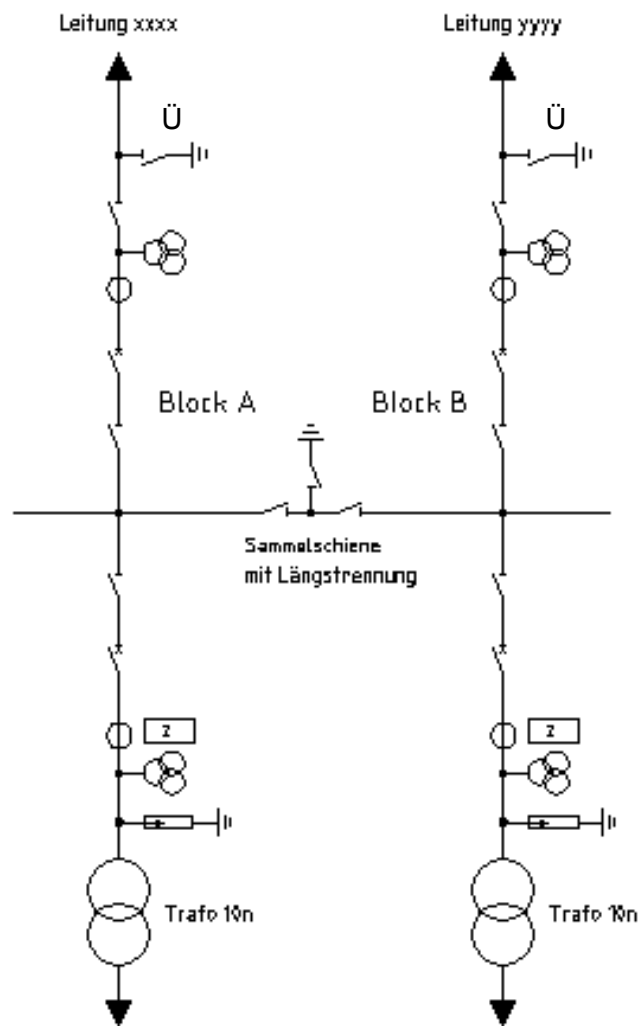 Leitung xxxx
Leitung yyyy
Ü
Ü
Block A
Block B
Sammelschiene
mit Längstrennung
z
z
Trafo 10n
Trafo 10n